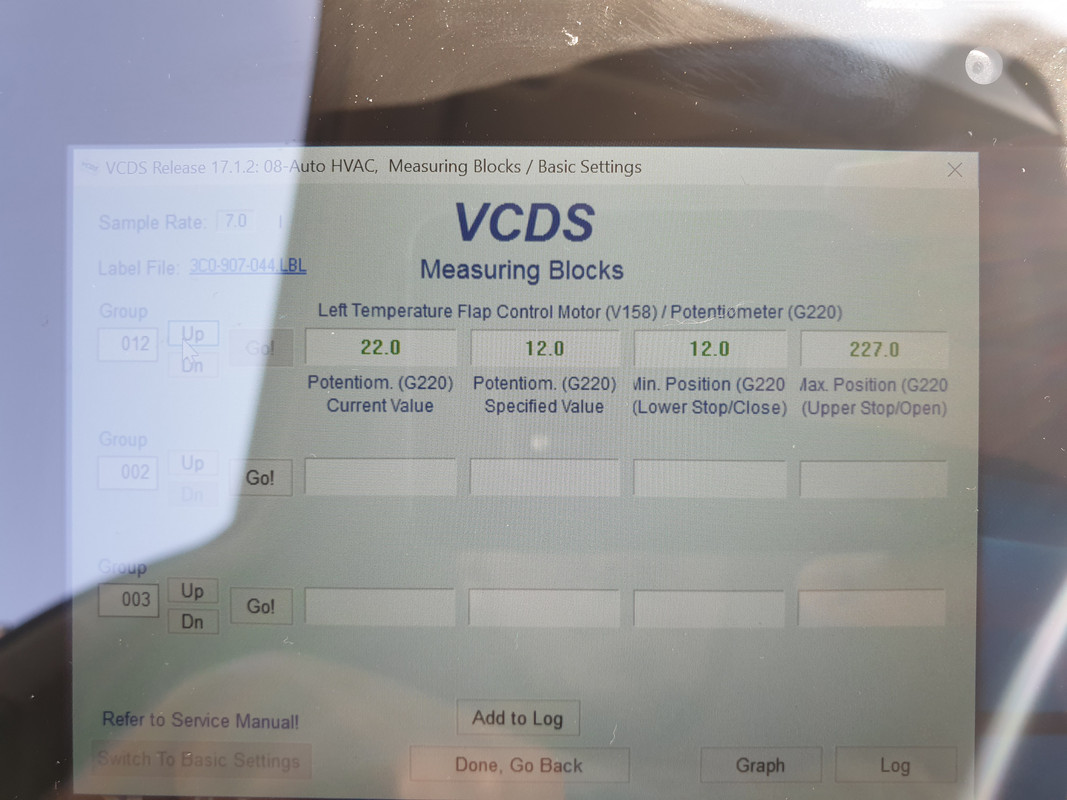 VCDS Release 17.1.2: 08-Auto HVAC, Measuring Blocks / Basic Settings
Sample Rate: 7.0
VCDS
Label File: 3C0-907-044.LBL
Measuring Blocks
Group
Left Temperature Flap Control Motor (V158) / Potentiometer (G220)
012 Up Go! 22.0 12.0 12.0 227.0
Dn
Potentiom. (G220) Potentiom. (G220) Min. Position (G220 Max. Position (G220
Current Value Specified Value (Lower Stop/Close) (Upper Stop/Open)
Group
002 Up Go!
Dn
Group
003 Up Go!
Dn
Refer to Service Manual! Add to Log
Switch To Basic Settings Done, Go Back Graph Log